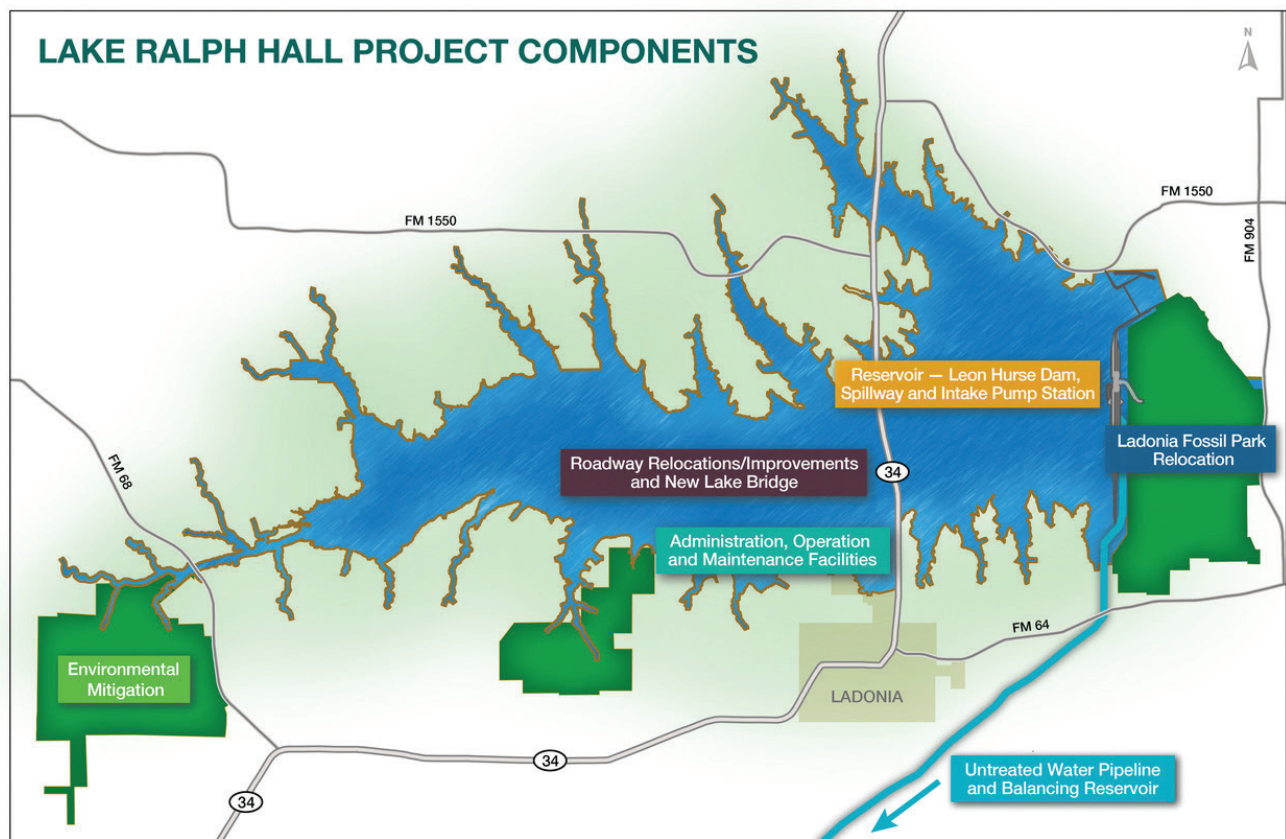 LAKE RALPH HALL PROJECT COMPONENTS
N
FM 1550
FM 1550
FM 904
Reservoir — Leon Hurse Dam,
Spillway and Intake Pump Station
Ladonia Fossil Park
Relocation
FM 68
Roadway Relocations/Improvements
and New Lake Bridge
34
Administration, Operation
and Maintenance Facilities
FM 64
Environmental
Mitigation
LADONIA
34
34
Untreated Water Pipeline
and Balancing Reservoir